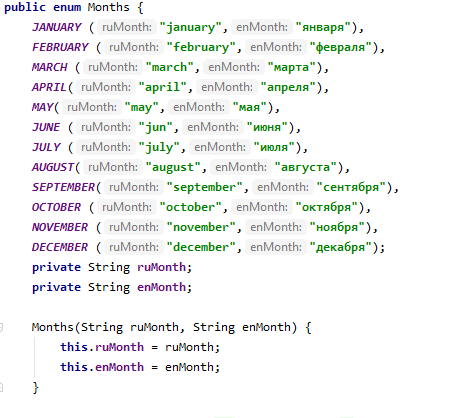 public enum Months {
JANUARY ( ruMonth: "january", enMonth: "января"),
FEBRUARY ( ruMonth: "february", enMonth: "февраля"),
MARCH ( ruMonth: "march", enMonth: "марта"),
APRIL( ruMonth: "april", enMonth: "апреля"),
MAY( ruMonth: "may", enMonth: "мая"),
JUNE ( ruMonth: "jun", enMonth: "июня"),
JULY ( ruMonth: "july", enMonth: "июля"),
AUGUST( ruMonth: "august", enMonth: "августа"),
SEPTEMBER( ruMonth: "september", enMonth: "сентября"),
OCTOBER ( ruMonth: "october", enMonth: "октября"),
NOVEMBER ( ruMonth: "november", enMonth: "ноября"),
DECEMBER ( ruMonth: "december", enMonth: "декабря");
private String ruMonth;
private String enMonth;
Months(String ruMonth, String enMonth) {
this.ruMonth = ruMonth;
this.enMonth = enMonth;
}